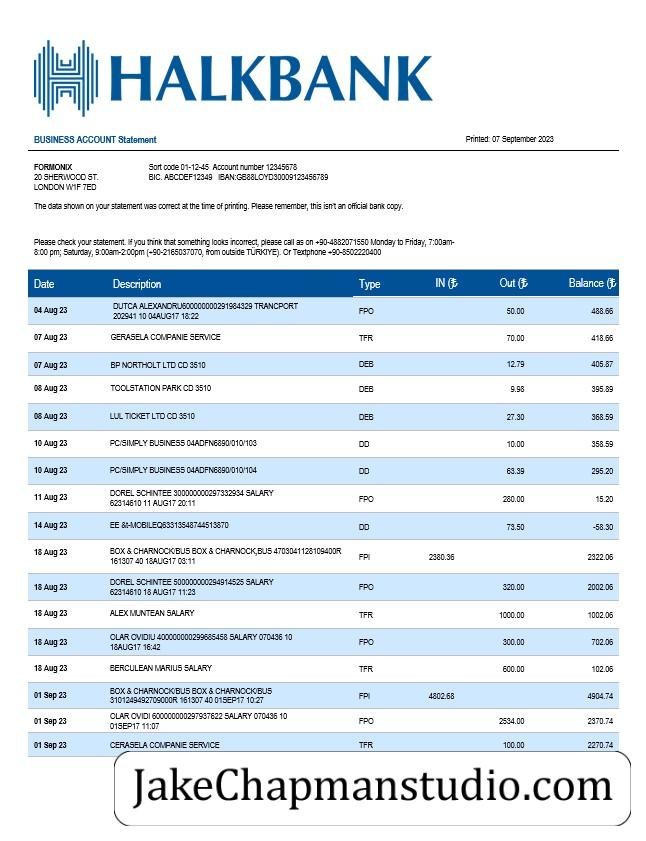 HALKBANK
BUSINESS ACCOUNT Statement Printed: 07 September 2023
FORMONIX Sort code 01-12-45 Account number 12345678
20 SHERWOOD ST. BIC. ABCDEF12349 IBAN:GB88LOYD30009123456789
LONDON W1F 7ED
The data shown on your statement was correct at the time of printing. Please remember, this isn't an official bank copy.
Please check your statement. If you think that something looks incorrect, please call as on +90-4882071550 Monday to Friday, 7:00am-
8:00 pm; Saturday, 9:00am-2:00pm (+90-2165037070, from outside TÜRKIYE). Or Textphone +90-8502220400
Date Description Type IN (₺ Out (₺ Balance (₺
04 Aug 23 DUTCA ALEXANDRU600000000291984329 TRANCPORT FPO 50.00 488.66
202941 10 04AUG17 18:22
07 Aug 23 GERASELA COMPANIE SERVICE TFR 70.00 418.66
07 Aug 23 BP NORTHOLT LTD CD 3510 DEB 12.79 405.87
08 Aug 23 TOOLSTATION PARK CD 3510 DEB 9.98 395.89
08 Aug 23 LUL TICKET LTD CD 3510 DEB 27.30 368.59
10 Aug 23 PC/SIMPLY BUSINESS 04ADFN6890/010/103 DD 10.00 358.59
10 Aug 23 PC/SIMPLY BUSINESS 04ADFN6890/010/104 DD 63.39 295.20
11 Aug 23 DOREL SCHINTEE 300000000297332934 SALARY FPO 280.00 15.20
62314610 11 AUG17 20:11
14 Aug 23 EE &t-MOBILEQ63313548744513870 DD 73.50 -58.30
18 Aug 23 BOX & CHARNOCK/BUS BOX & CHARNOCK,BUS 4703041128109400R FPI 2380.36 2322.06
161307 40 18 AUG17 03:11
18 Aug 23 DOREL SCHINTEE 500000000294914525 SALARY FPO 320.00 2002.06
62314610 18 AUG17 11:23
18 Aug 23 ALEX MUNTEAN SALARY TFR 1000.00 1002.06
18 Aug 23 OLAR OVIDIU 400000000299685458 SALARY 070436 10 FPO 300.00 702.06
18AUG17 16:42
18 Aug 23 BERCULEAN MARIUS SALARY TFR 600.00 102.06
01 Sep 23 BOX & CHARNOCK/BUS BOX & CHARNOCK/BUS FPI 4802.68 4904.74
3101249492709000R 161307 40 01SEP17 10:27
01 Sep 23 OLAR OVIDI 600000000297937622 SALARY 070436 10 FPO 2534.00 2370.74
01SEP17 11:07
01 Sep 23 CERASELA COMPANIE SERVICE TFR 100.00 2270.74
JakeChapmanstudio.com